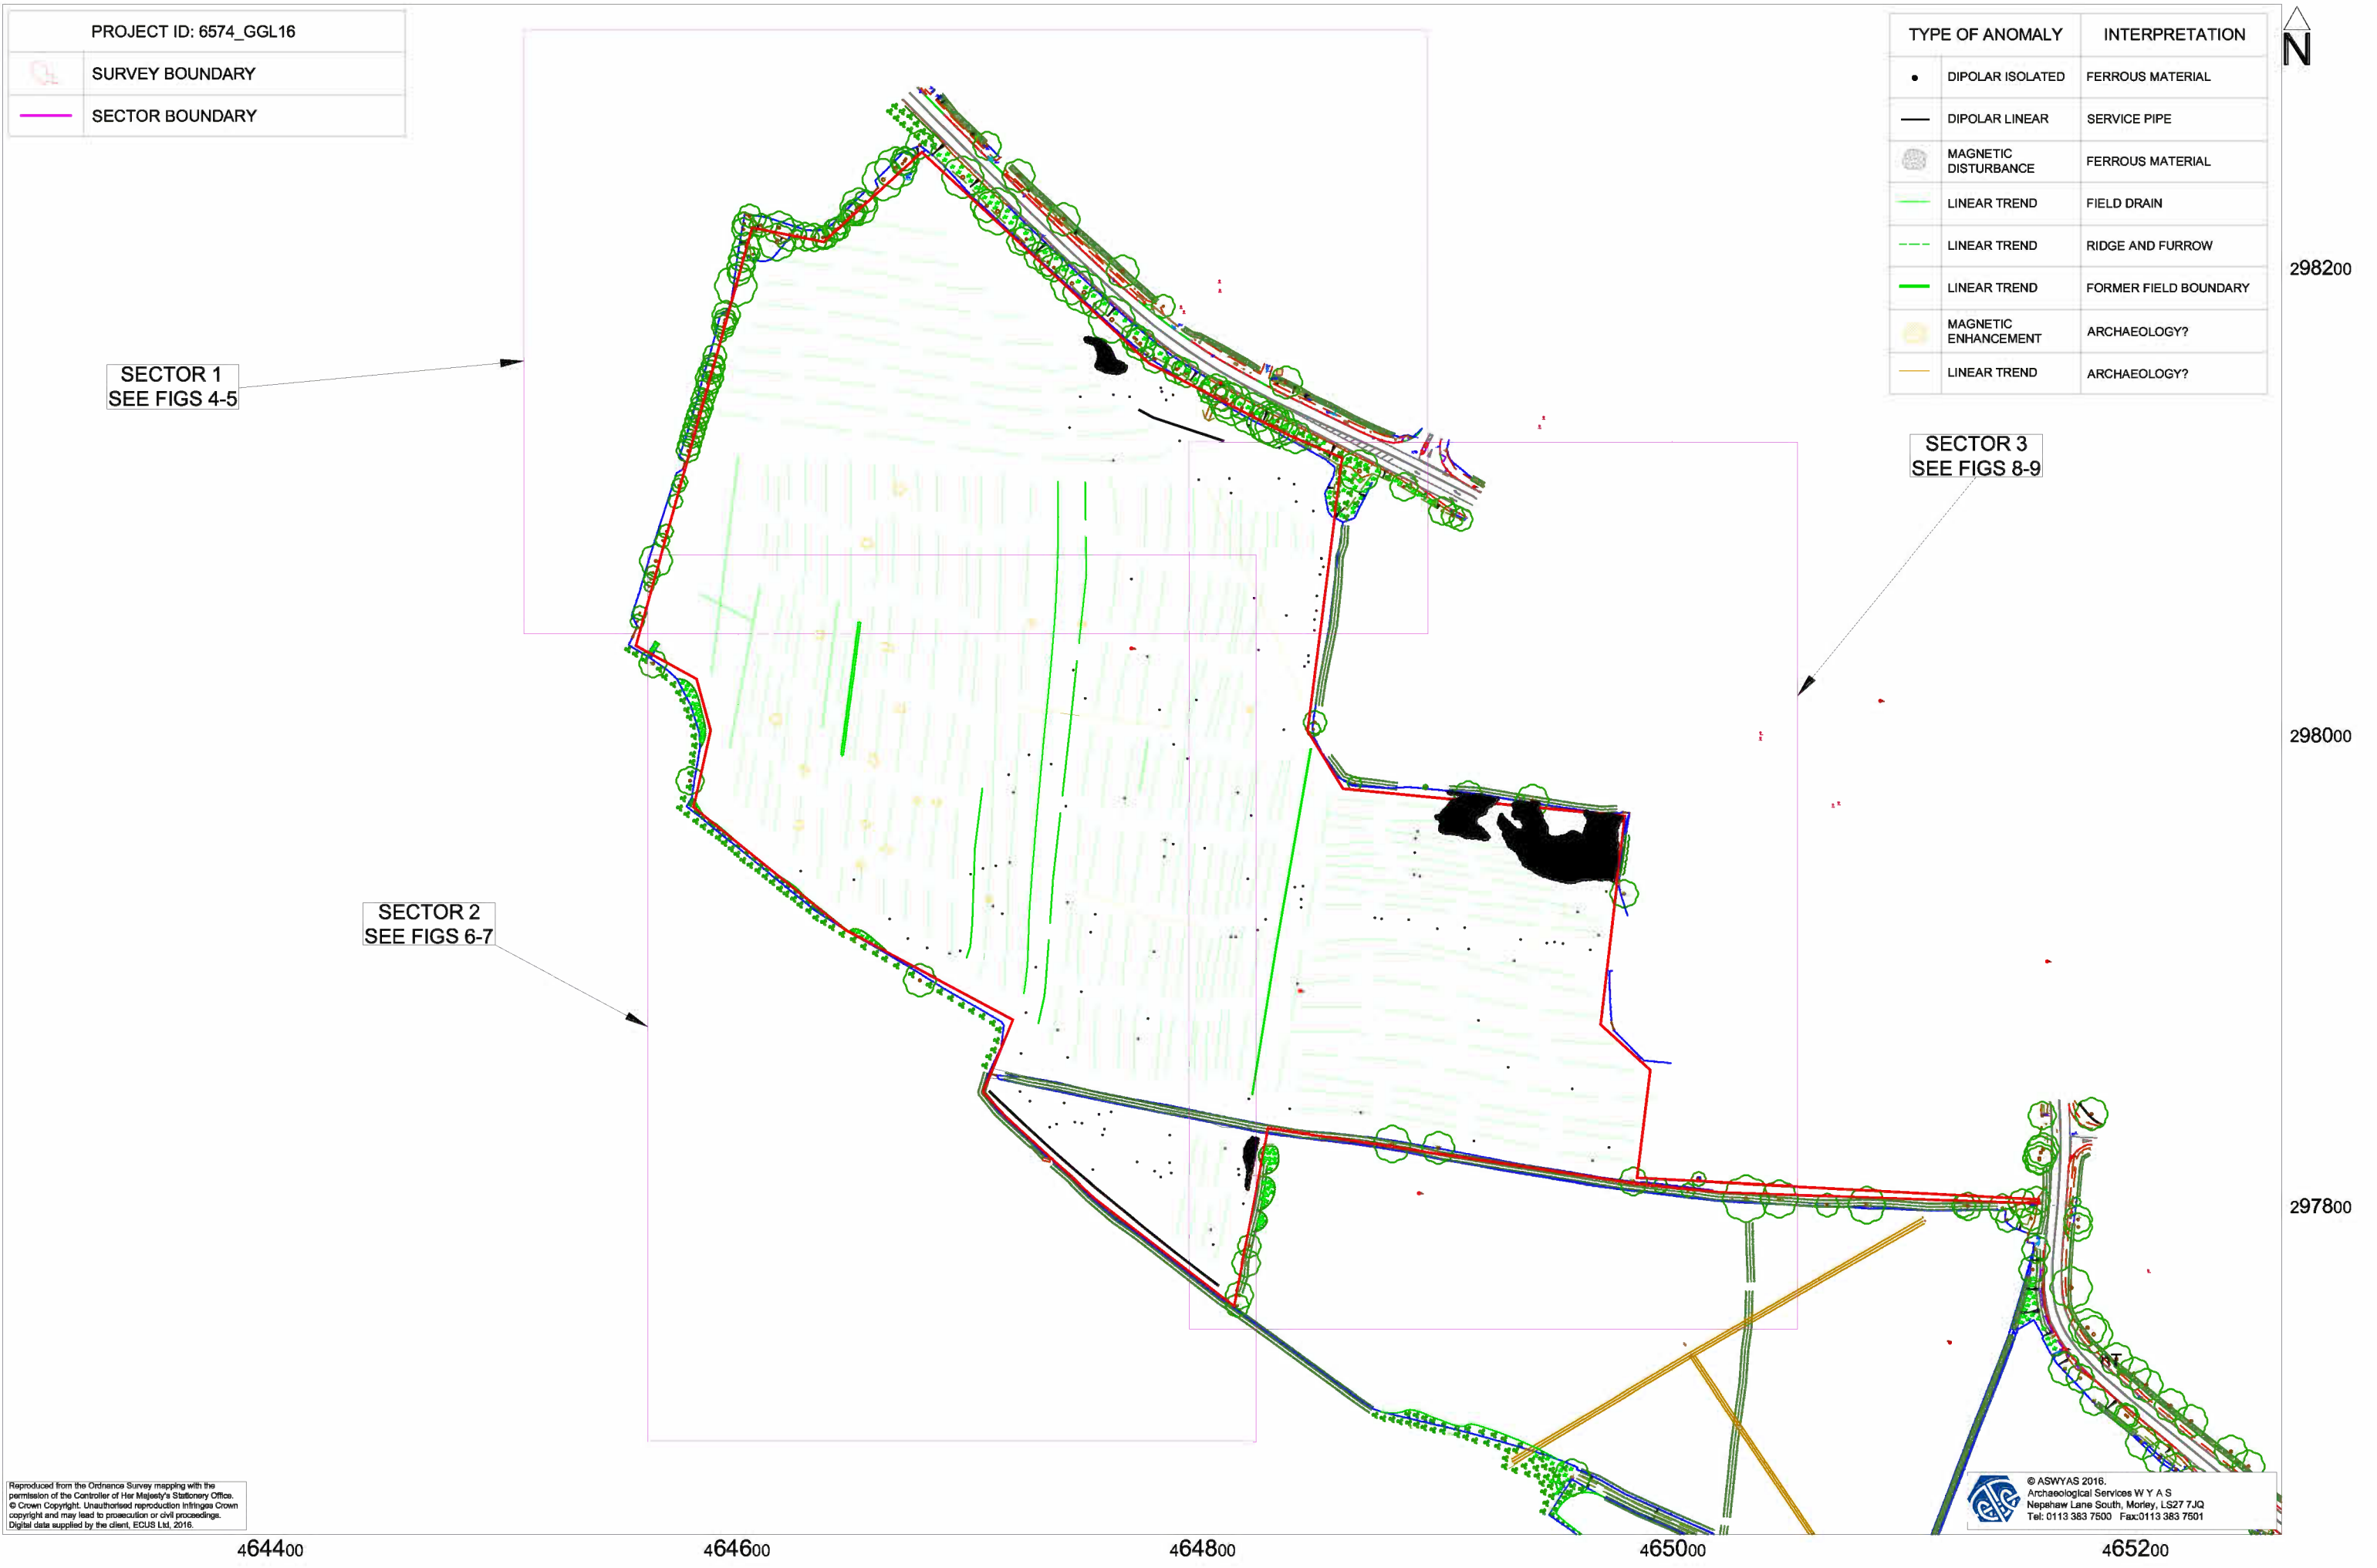 PROJECT ID: 6574_GGL16
SURVEY BOUNDARY
SECTOR BOUNDARY
TYPE OF ANOMALY INTERPRETATION
DIPOLAR ISOLATED FERROUS MATERIAL
DIPOLAR LINEAR SERVICE PIPE
MAGNETIC
DISTURBANCE
FERROUS MATERIAL
LINEAR TREND FIELD DRAIN
LINEAR TREND RIDGE AND FURROW
LINEAR TREND FORMER FIELD BOUNDARY
MAGNETIC
ENHANCEMENT
ARCHAEOLOGY?
LINEAR TREND ARCHAEOLOGY?
N
298200
SECTOR 1
SEE FIGS 4-5
SECTOR 3
SEE FIGS 8-9
298000
SECTOR 2
SEE FIGS 6-7
297800
Reproduced from the Ordnance Survey mapping with the
permission of the Controller of Her Majesty's Stationery Office.
© Crown Copyright. Unauthorised reproduction infringes Crown
copyright and may lead to prosecution or civil proceedings.
Digital data supplied by the client, ECUS Ltd, 2016.
© ASWYAS 2016.
Archaeological Services W Y A S
Nepshaw Lane South, Morley, LS27 7JQ
Tel: 0113 383 7500 Fax:0113 383 7501
464400
464600
464800
465000
465200